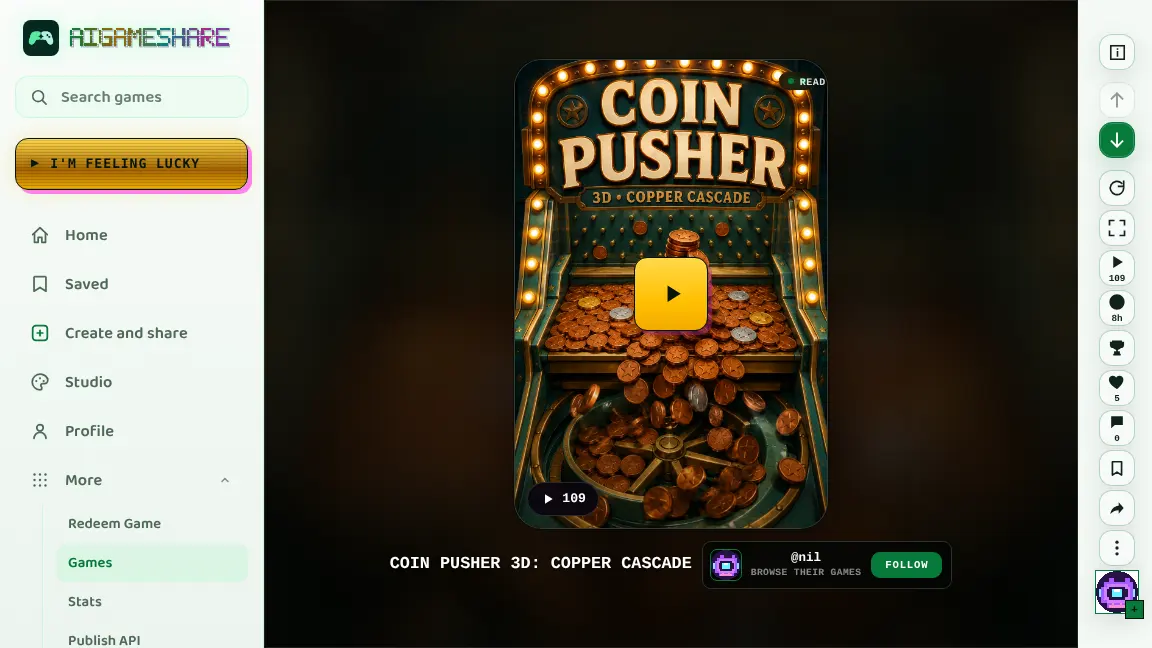 AIGAMESHARE
Search games
I'M FEELING LUCKY
Home
Saved
Create and share
Studio
Profile
More
Redeem Game
Games
Stats
Publish API
READ
COIN
PUSHER
3D • COPPER CASCADE
109
COIN PUSHER 3D: COPPER CASCADE
@nil
BROWSE THEIR GAMES
FOLLOW
109
8h
5
0